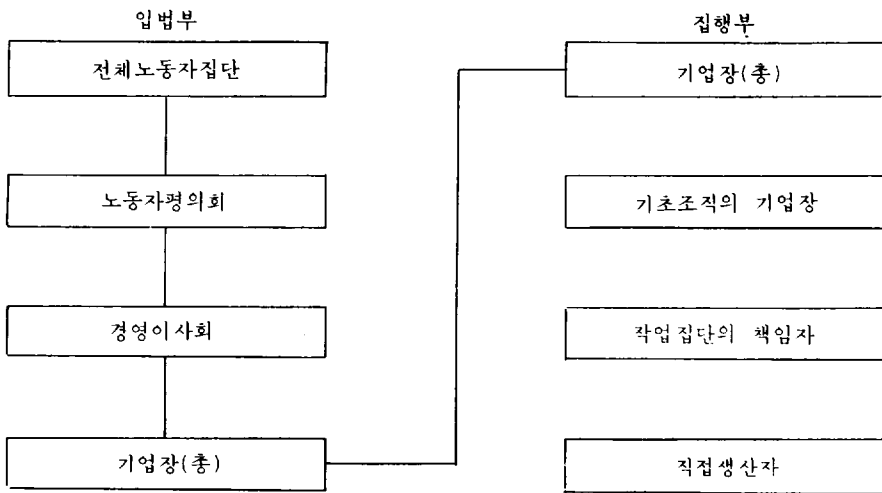 입법부
전체노동자집단
노동자평의회
경영이사회
기업장(총)
집행부
기업장(총)
기초조직의 기업장
작업집단의 책임자
직접생산자